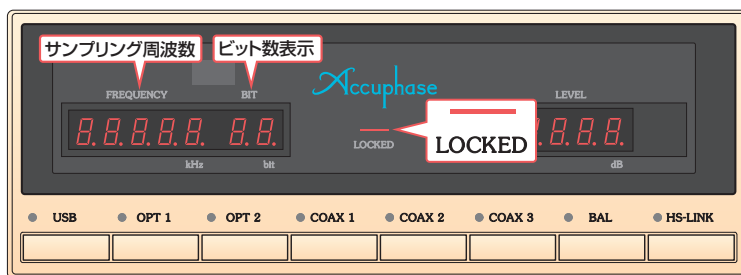 サンプリング周波数 ビット数表示
Accuphase
FREQUENCY BIT LEVEL
8.8.8.8.8. 8.8. 8.8.8.
LOCKED LOCKED
kHz bit dB
USB OPT 1 OPT 2 COAX 1 COAX 2 COAX 3 BAL HS-LINK